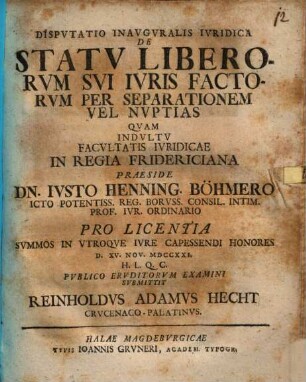 DISPVTATIO INAVGVRALIS IVRIDICA
DE
STATV LIBERO-
RVM SVI IVRIS FACTO-
RVM PER SEPARATIONEM
VEL NVPTIAS
QVAM
INDVLTV
FACVLTATIS IVRIDICAE
IN REGIA FRIDERICIANA
PRAESIDE
DN. IVSTO HENNING. BÖHMERO
ICTO POTENTISS. REG. BORVSS. CONSIL. INTIM.
PROF. IVR. ORDINARIO
PRO LICENTIA
SVMMOS IN VTROQVE IVRE CAPESSENDI HONORES
D. XV. NOV. MDCCXXI.
H. L. Q. C.
PVBLICO ERVDITORVM EXAMINI
SVBMITTIT
REINHOLDVS ADAMVS HECHT
CRVCENACO-PALATINVS.
HALAE MAGDEBVRGICAE
TYPIS IOANNIS GRVNERI, ACADEM. TYPOGR.